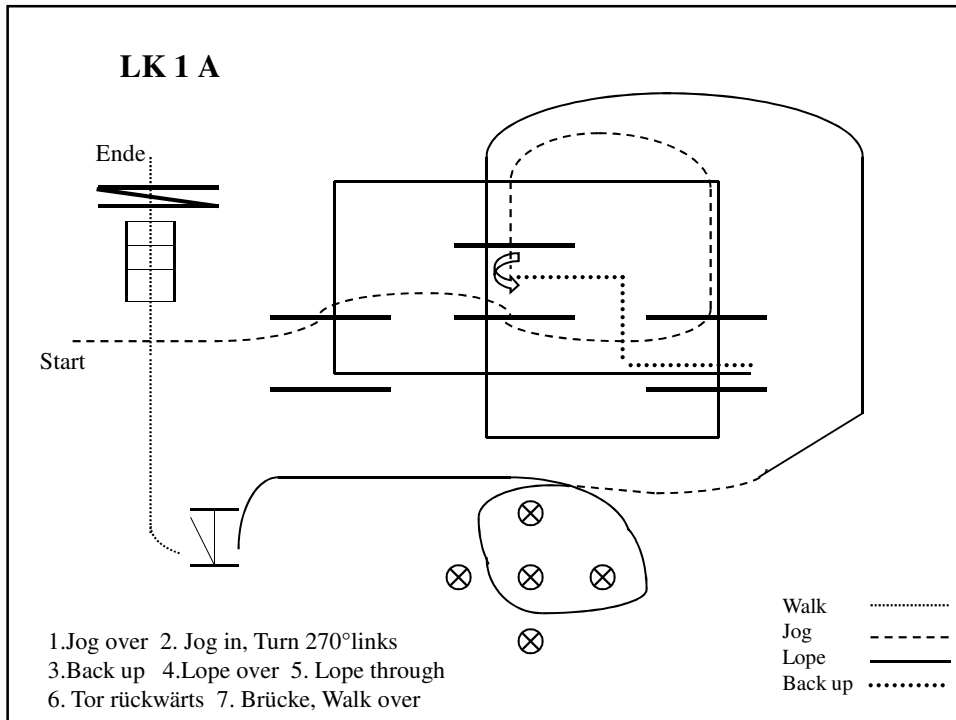 LK 1 A
Ende
Start
1.Jog over 2. Jog in, Turn 270°links
3.Back up 4.Lope over 5. Lope through
6. Tor rückwärts 7. Brücke, Walk over
Walk
Jog
Lope
Back up